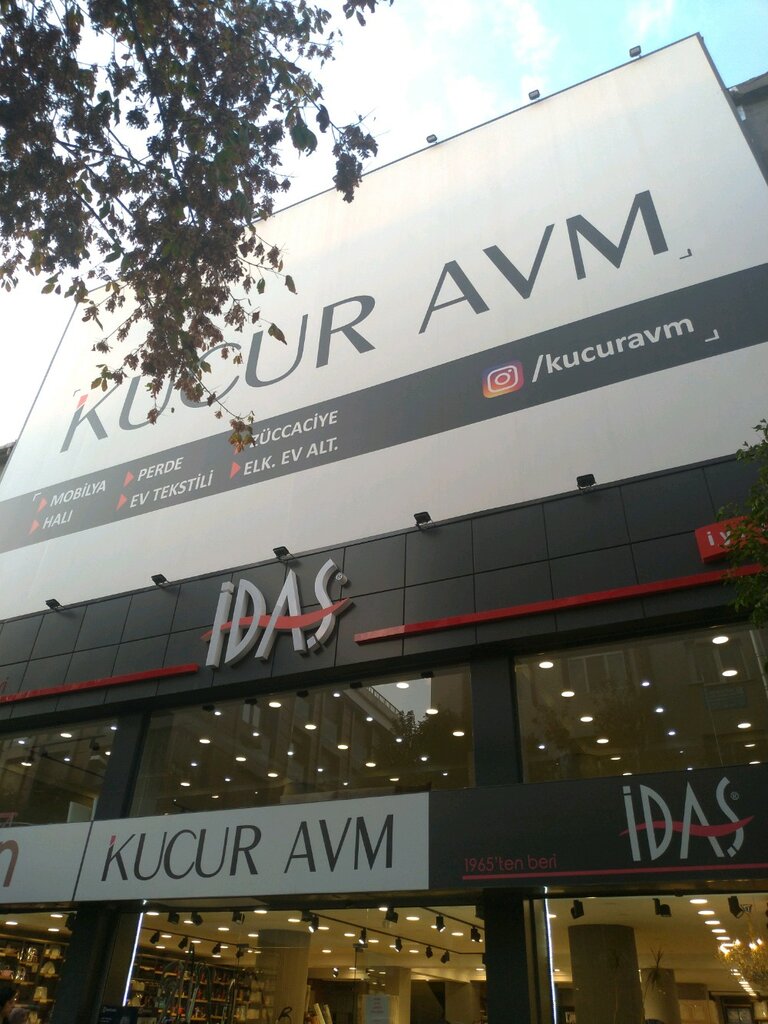 KUCUR AVM
/kucuravm
MOBİLYA
HALI
PERDE
EV TEKSTİLİ
ZÜCCACİYE
ELK. EV ALT.
İDAŞ®
KUCUR AVM
1965'ten beri
İDAŞ®